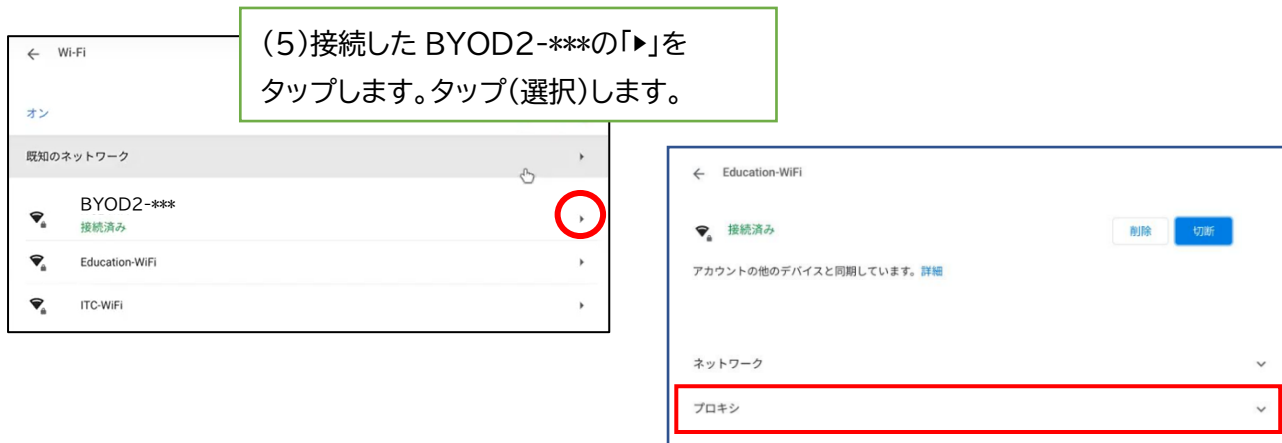 (5)接続した BYOD2-***の「▶」を
タップします。タップ(選択)します。
← Wi-Fi
オン
既知のネットワーク
BYOD2-***
接続済み
Education-WiFi
ITC-WiFi
← Education-WiFi
接続済み
削除 切断
アカウントの他のデバイスと同期しています。詳細
ネットワーク
プロキシ